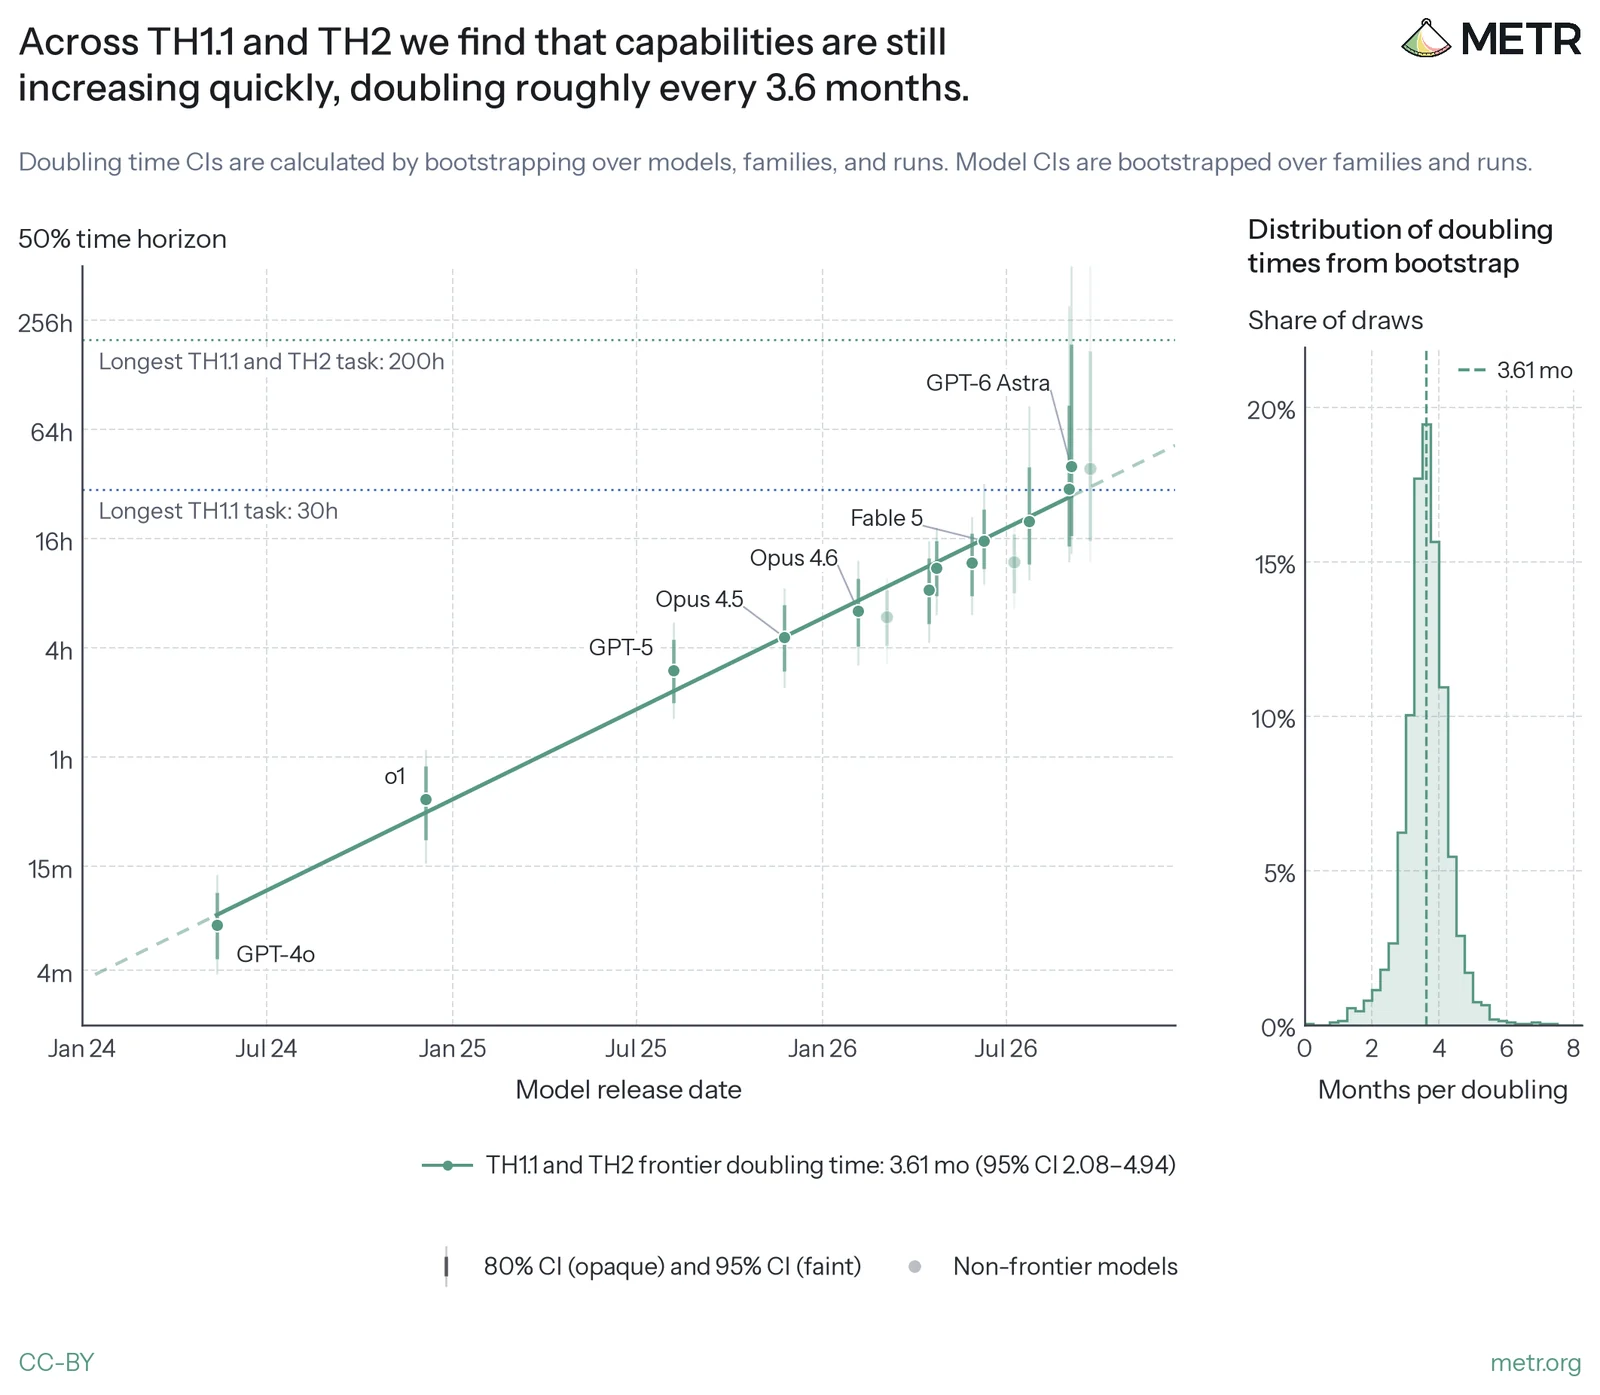 Across TH1.1 and TH2 we find that capabilities are still
increasing quickly, doubling roughly every 3.6 months.
METR
Doubling time CIs are calculated by bootstrapping over models, families, and runs. Model CIs are bootstrapped over families and runs.
50% time horizon
256h
64h
16h
4h
1h
15m
4m
Longest TH1.1 and TH2 task: 200h
Longest TH1.1 task: 30h
GPT-6 Astra
Fable 5
Opus 4.6
Opus 4.5
GPT-5
o1
GPT-4o
Jan 24
Jul 24
Jan 25
Jul 25
Jan 26
Jul 26
Model release date
Distribution of doubling
times from bootstrap
Share of draws
3.61 mo
20%
15%
10%
5%
0%
0
2
4
6
8
Months per doubling
TH1.1 and TH2 frontier doubling time: 3.61 mo (95% CI 2.08–4.94)
80% CI (opaque) and 95% CI (faint)
Non-frontier models
CC-BY
metr.org